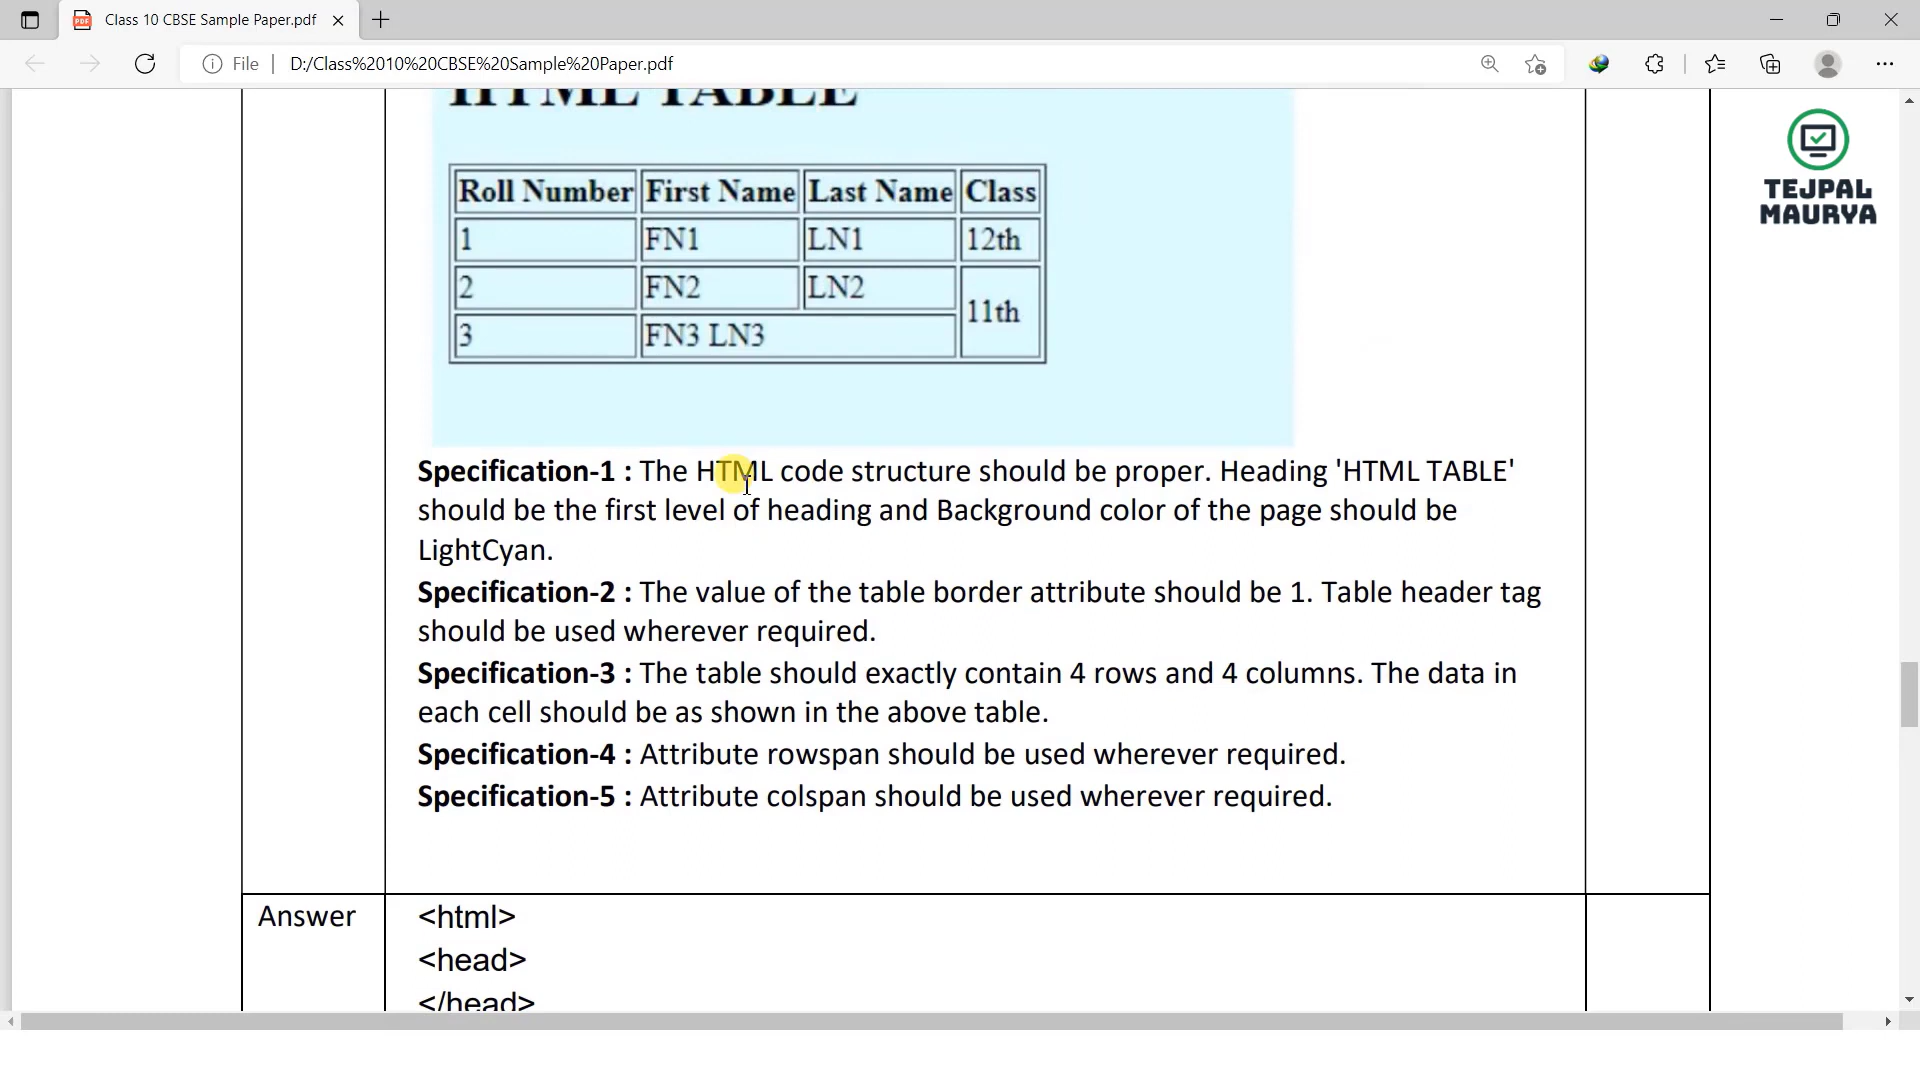 Class 10 CBSE Sample Paper.pdf
File
D:/Class%2010%20CBSE%20Sample%20Paper.pdf
HTML TABLE
TEJPAL
MAURYA
Roll Number First Name Last Name Class
1 FN1 LN1 12th
2 FN2 LN2
11th
3 FN3 LN3
Specification-1 : The HTML code structure should be proper. Heading 'HTML TABLE'
should be the first level of heading and Background color of the page should be
LightCyan.
Specification-2 : The value of the table border attribute should be 1. Table header tag
should be used wherever required.
Specification-3 : The table should exactly contain 4 rows and 4 columns. The data in
each cell should be as shown in the above table.
Specification-4 : Attribute rowspan should be used wherever required.
Specification-5 : Attribute colspan should be used wherever required.
Answer <html>
<head>
</head>